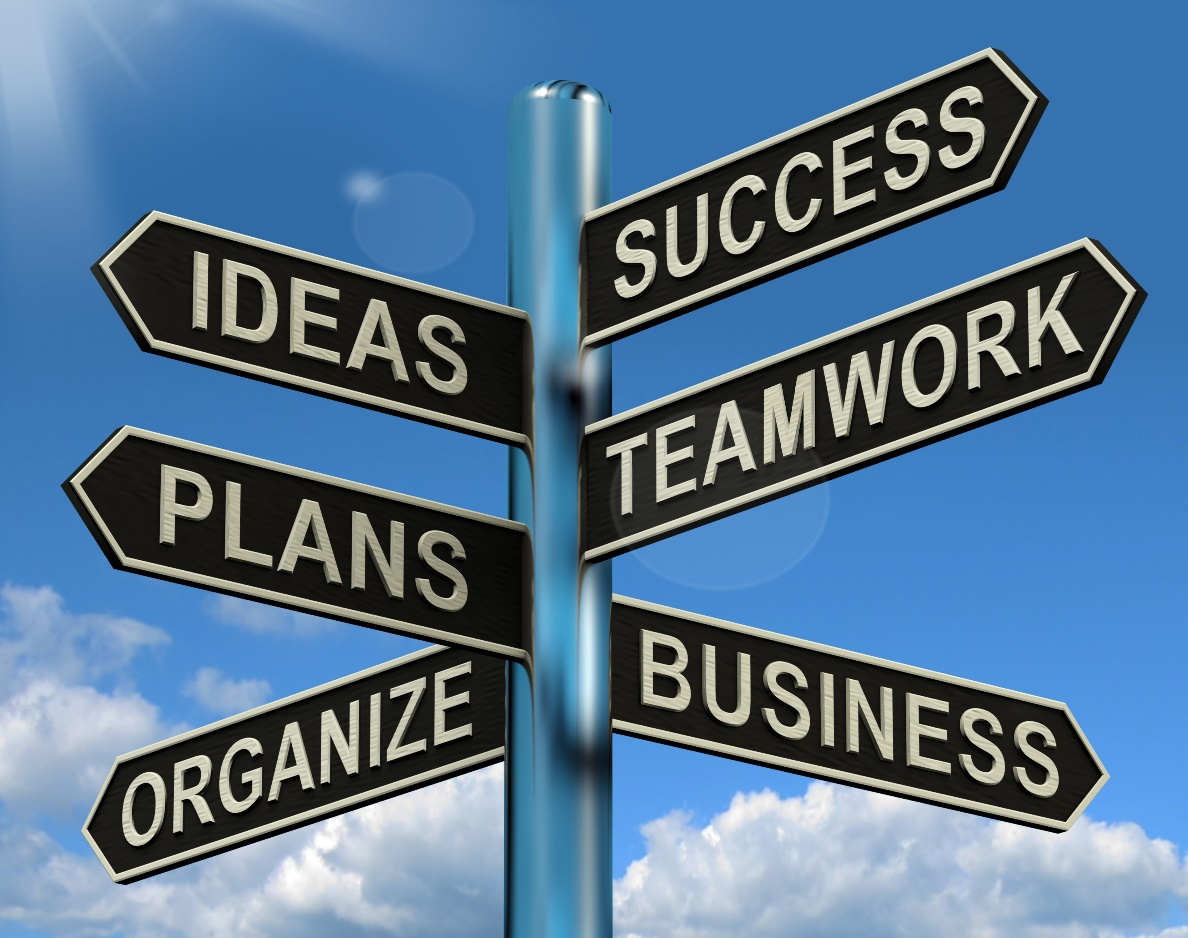 SUCCESS
IDEAS
TEAMWORK
PLANS
BUSINESS
ORGANIZE